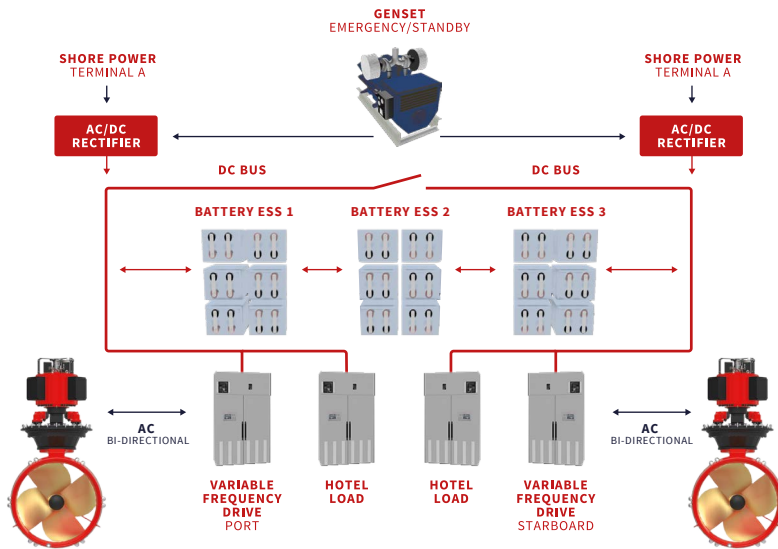 GENSET
EMERGENCY/STANDBY
SHORE POWER
TERMINAL A
SHORE POWER
TERMINAL A
AC/DC
RECTIFIER
AC/DC
RECTIFIER
DC BUS
DC BUS
BATTERY ESS 1
BATTERY ESS 2
BATTERY ESS 3
AC
BI-DIRECTIONAL
AC
BI-DIRECTIONAL
VARIABLE
FREQUENCY
DRIVE
PORT
HOTEL
LOAD
HOTEL
LOAD
VARIABLE
FREQUENCY
DRIVE
STARBOARD